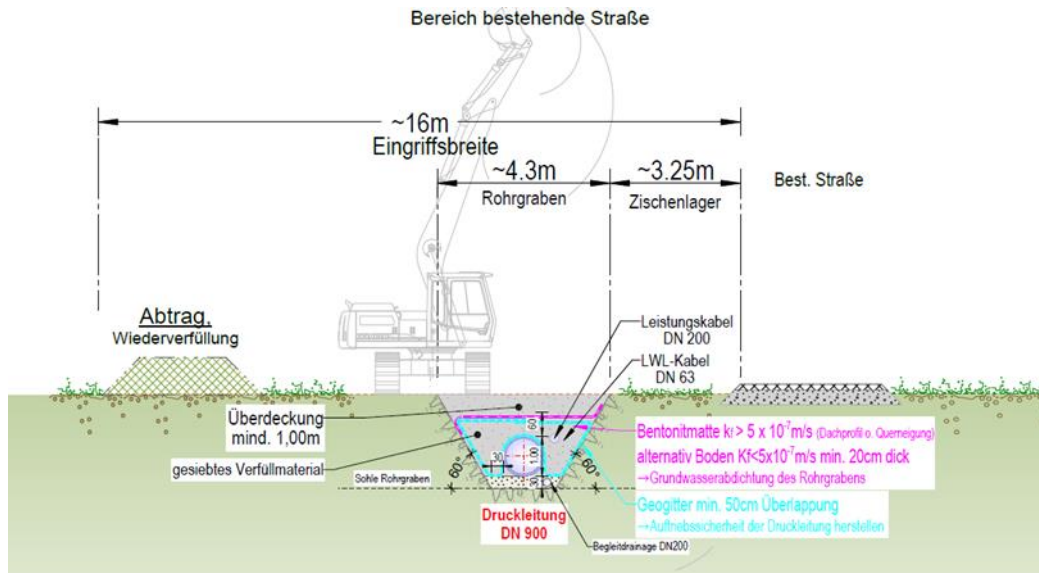 Bereich bestehende Straße
~16m
Eingriffsbreite
~4.3m
Rohrgraben
~3.25m
Zischenlager
Best. Straße
Abtrag,
Wiederverfüllung
Leistungskabel
DN 200
LWL-Kabel
DN 63
Überdeckung
mind. 1,00m
gesiebtes Verfüllmaterial
Sohle Rohrgraben
60°
30
60
1.00
30
60°
Bentonitmatte kf > 5 x 10⁻⁷m/s (Dachprofil o. Querneigung)
alternativ Boden Kf<5x10⁻⁷m/s min. 20cm dick
→Grundwasserabdichtung des Rohrgrabens
Geogitter min. 50cm Überlappung
→Auftriebssicherheit der Druckleitung herstellen
Druckleitung
DN 900
Begleitdrainage DN200